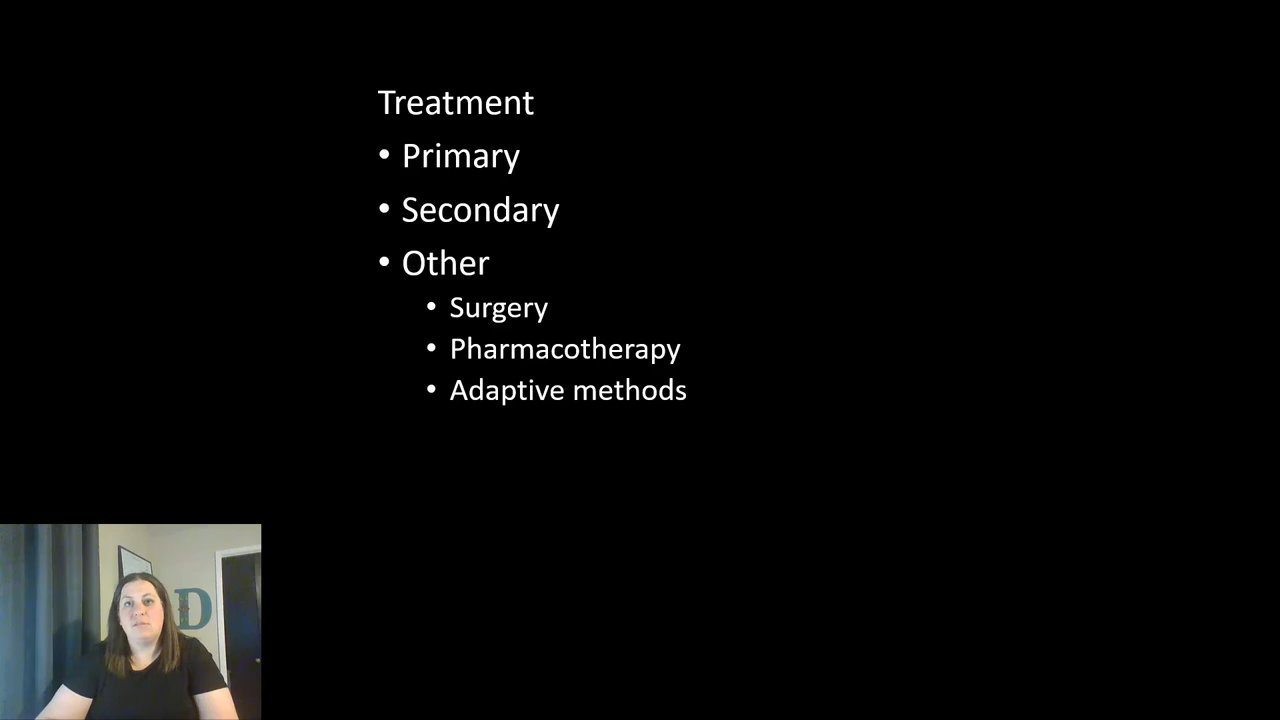 Treatment
• Primary
• Secondary
• Other
• Surgery
• Pharmacotherapy
• Adaptive methods
D